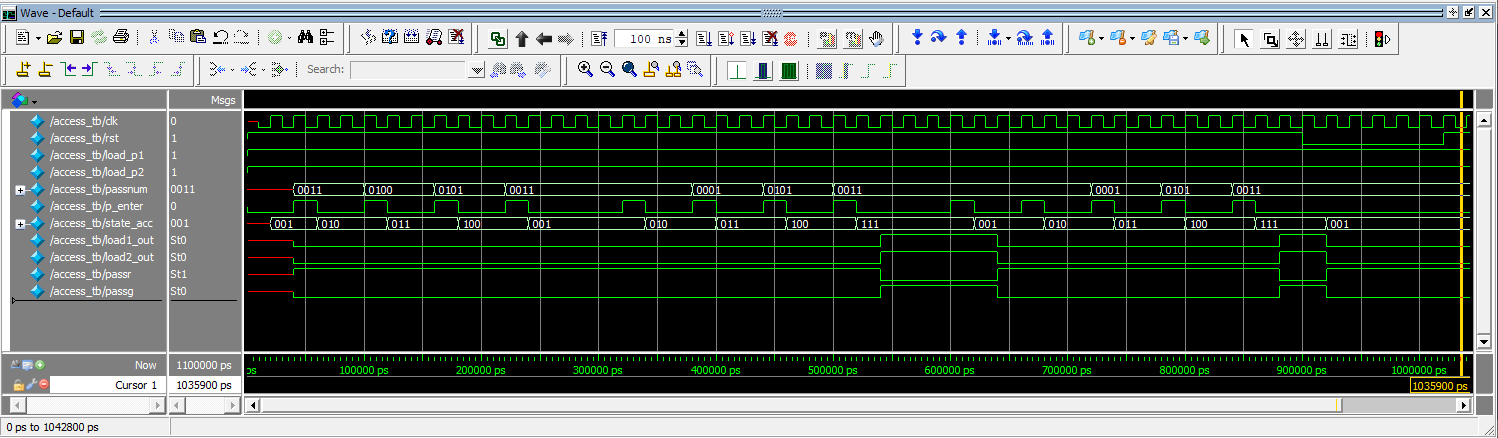 Wave - Default
100 ns
Search:
Msgs
/access_tb/clk 0
/access_tb/rst 1
/access_tb/load_p1 1
/access_tb/load_p2 1
/access_tb/passnum 0011 0011 0100 0101 0011 0001 0101 0011 0001 0101 0011
/access_tb/p_enter 0
/access_tb/state_acc 001 001 010 011 100 001 010 011 100 111 001 010 011 100 111 001
/access_tb/load1_out St0
/access_tb/load2_out St0
/access_tb/passr St1
/access_tb/passg St0
Now 1100000 ps ps 100000 ps 200000 ps 300000 ps 400000 ps 500000 ps 600000 ps 700000 ps 800000 ps 900000 ps 1000000 ps
Cursor 1 1035900 ps 1035900 ps
0 ps to 1042800 ps